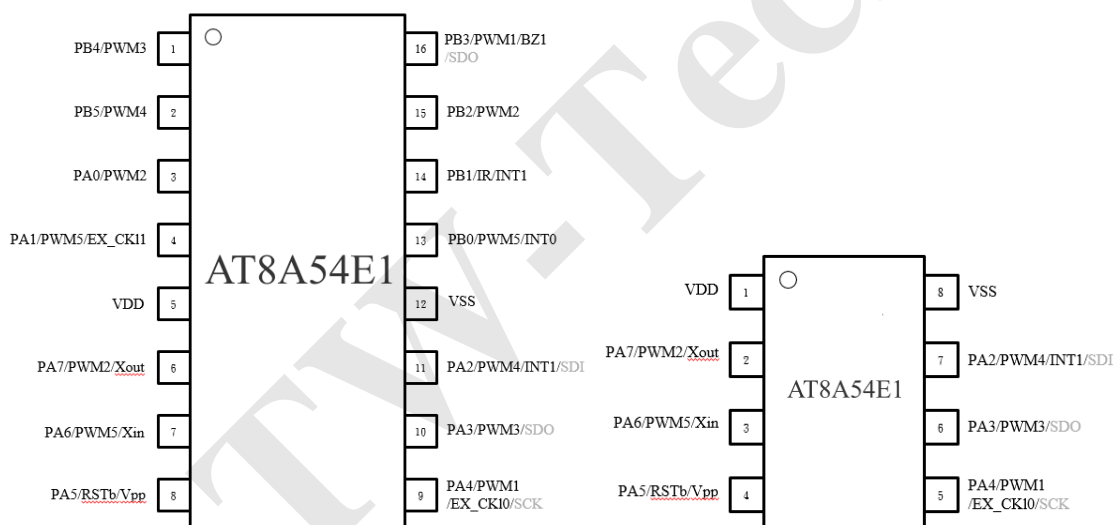 PB4/PWM3
1
16
PB3/PWM1/BZ1
/SDO
PB5/PWM4
2
15
PB2/PWM2
PA0/PWM2
3
14
PB1/IR/INT1
PA1/PWM5/EX_CKI1
4
13
PB0/PWM5/INT0
AT8A54E1
VDD
5
12
VSS
PA7/PWM2/Xout
6
11
PA2/PWM4/INT1/SDI
PA6/PWM5/Xin
7
10
PA3/PWM3/SDO
PA5/RSTb/Vpp
8
9
PA4/PWM1
/EX_CKI0/SCK
VDD
1
8
VSS
PA7/PWM2/Xout
2
7
PA2/PWM4/INT1/SDI
AT8A54E1
PA6/PWM5/Xin
3
6
PA3/PWM3/SDO
PA5/RSTb/Vpp
4
5
PA4/PWM1
/EX_CKI0/SCK
TW-Tec